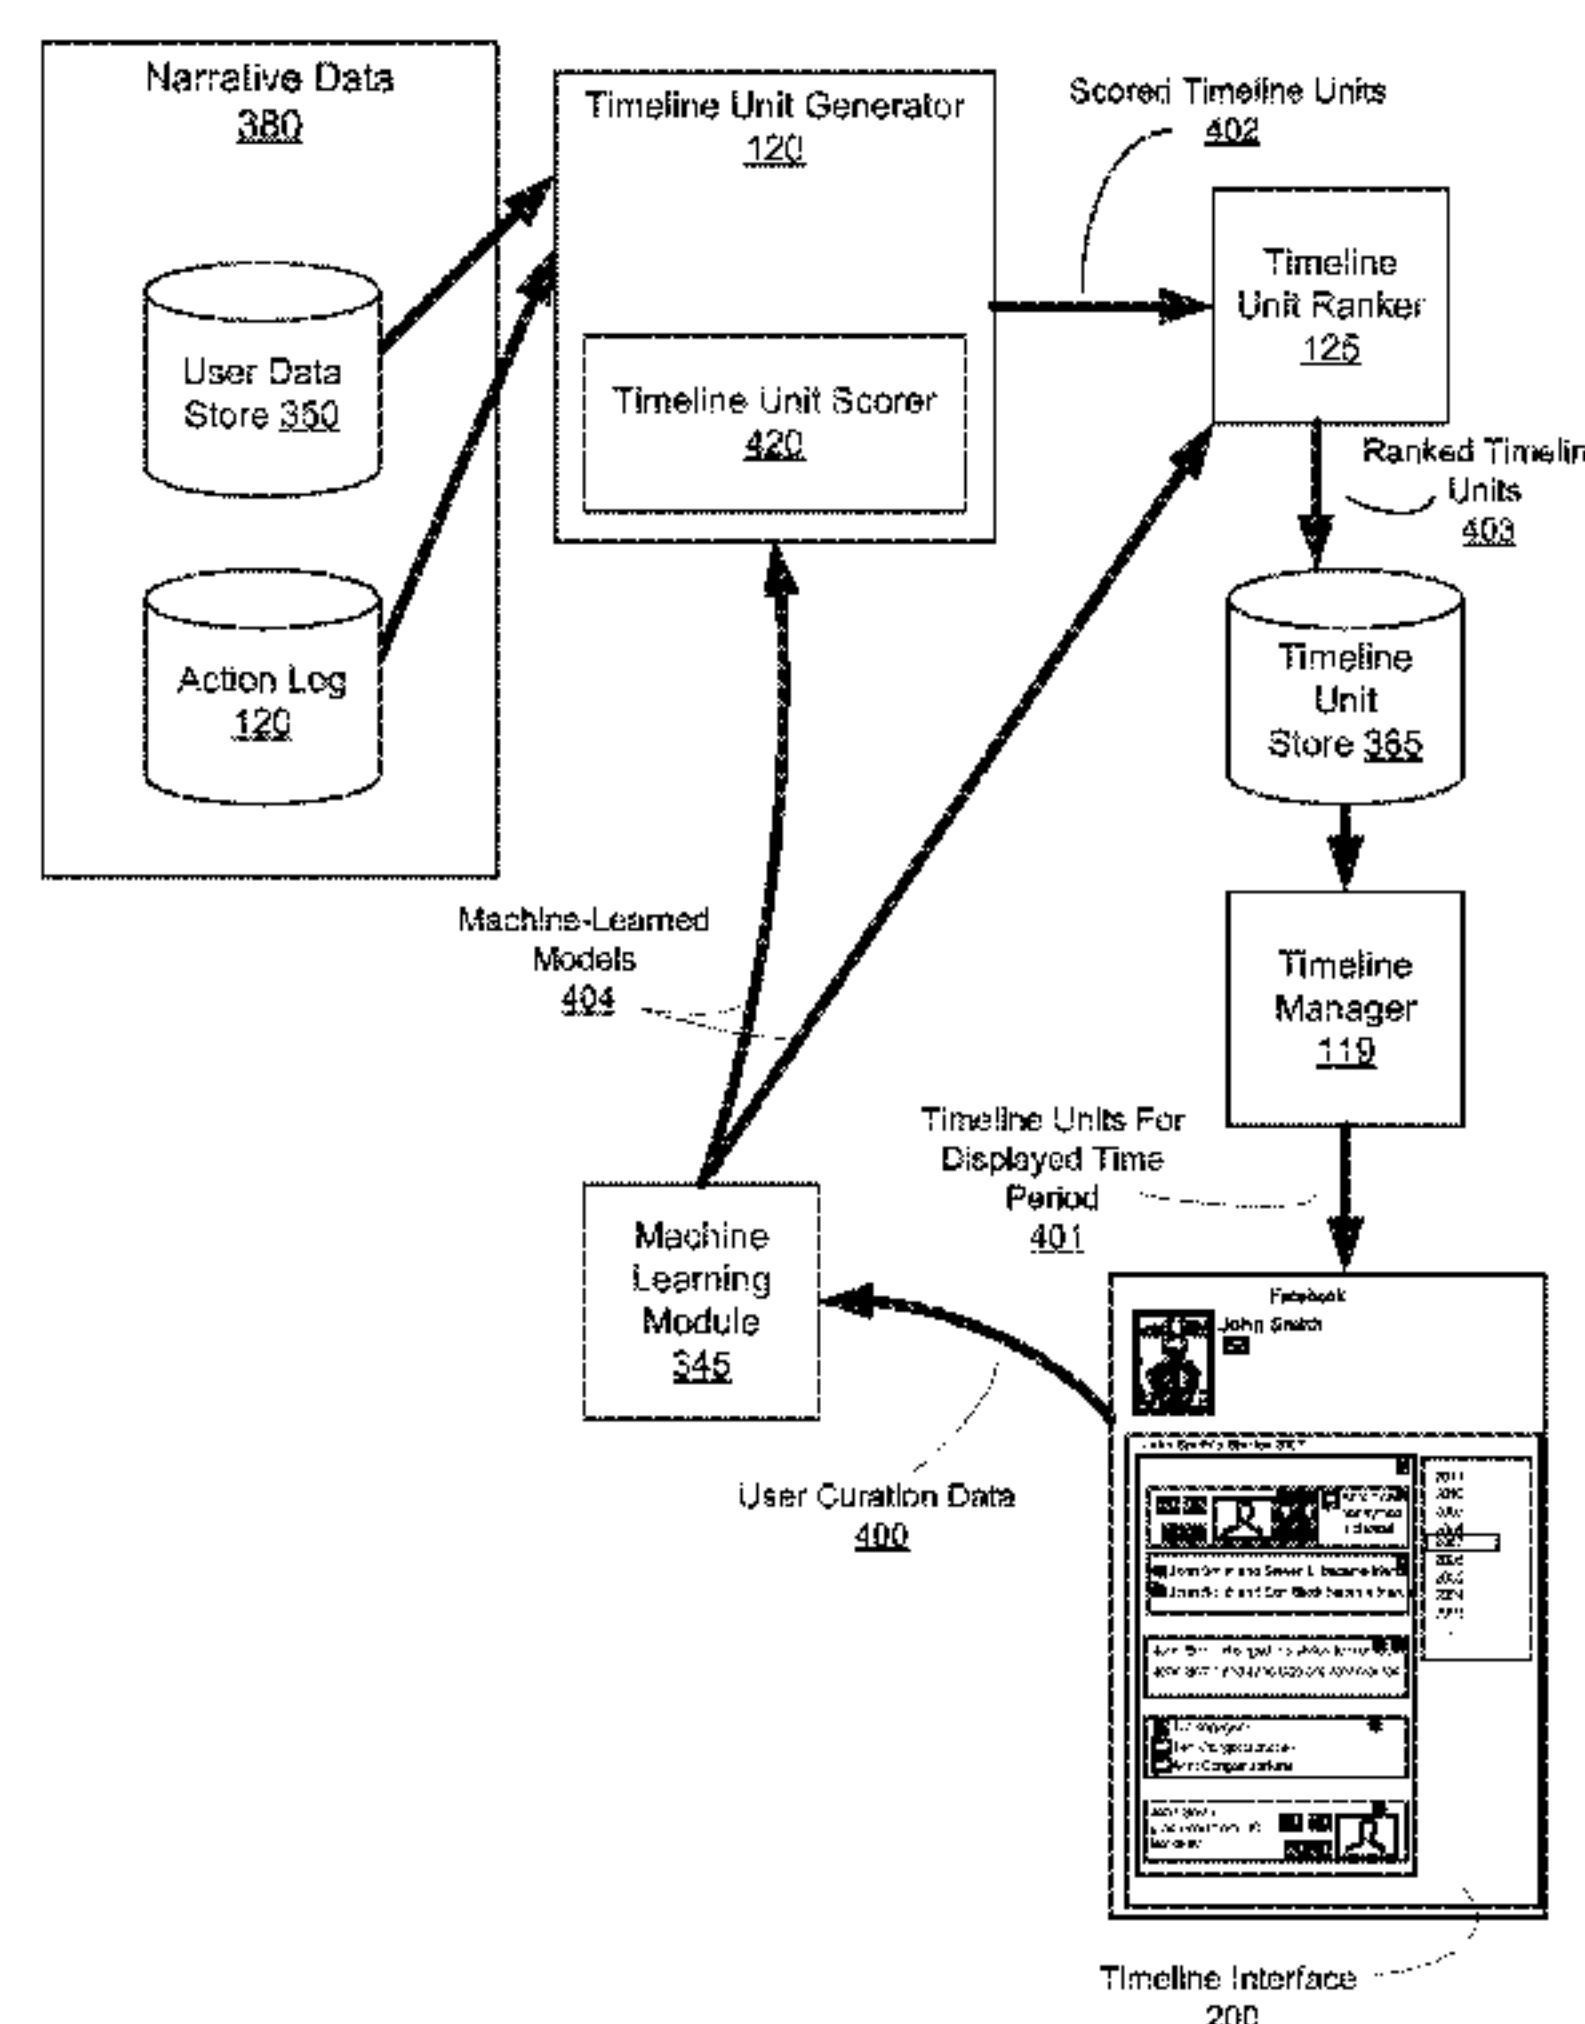 Narrative Data
380
User Data
Store 350
Action Log
120
Timeline Unit Generator
120
Timeline Unit Scorer
420
Scored Timeline Units
402
Timeline
Unit Ranker
125
Ranked Timelin
Units
403
Timeline
Unit
Store 365
Timeline
Manager
119
Machine-Learned
Models
404
Timeline Units For
Displayed Time
Period
401
Machine
Learning
Module
345
User Curation Data
400
Facebook
John Smith
2011
2010
Timeline Interface
200